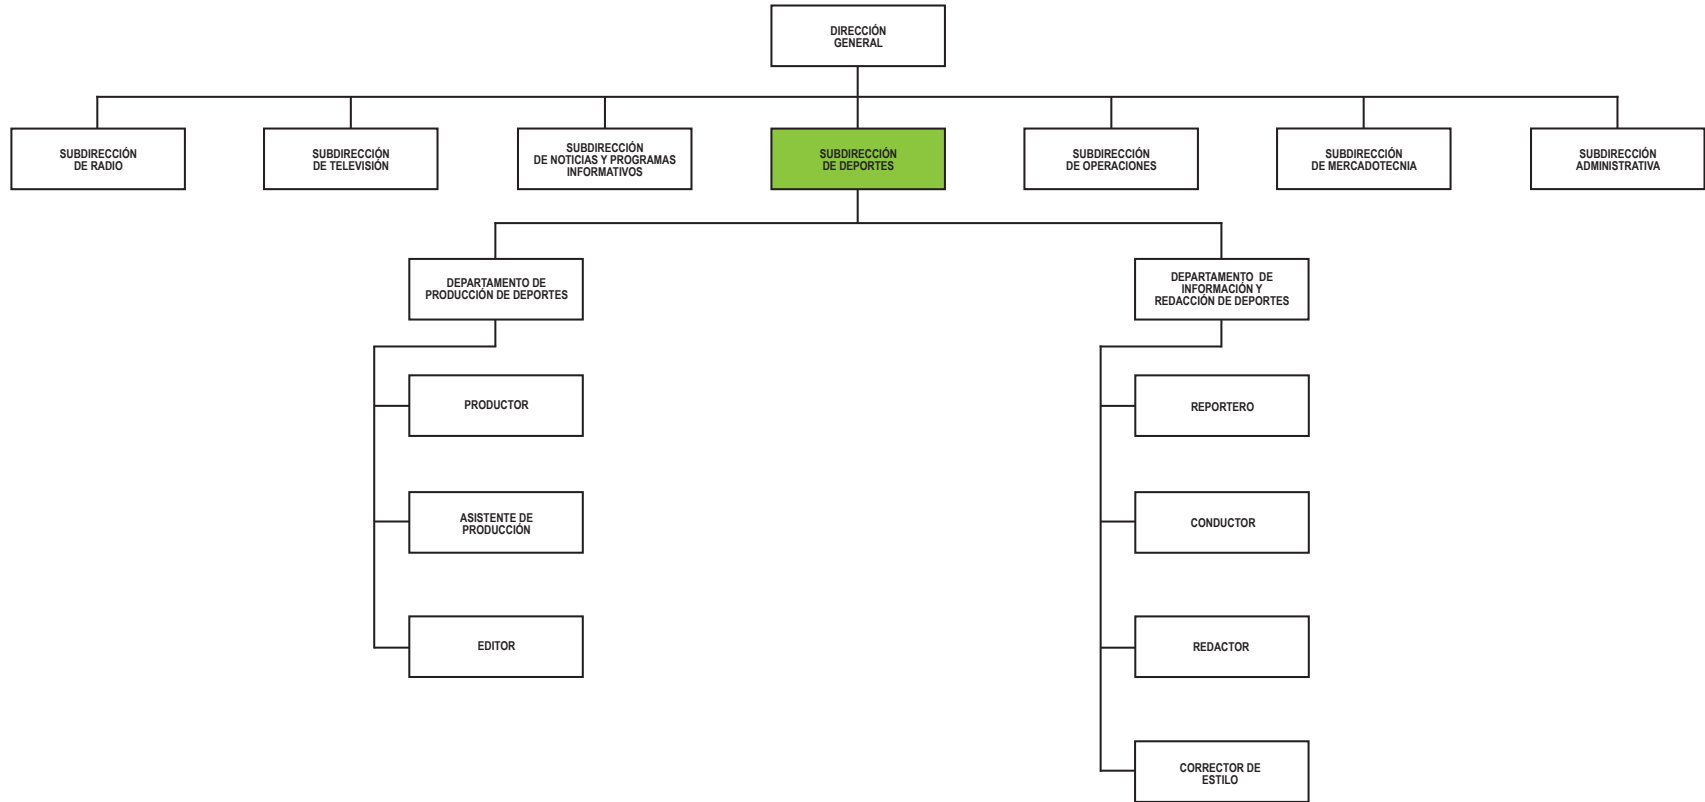 DIRECCIÓN
GENERAL
SUBDIRECCIÓN
DE RADIO
SUBDIRECCIÓN
DE TELEVISIÓN
SUBDIRECCIÓN
DE NOTICIAS Y PROGRAMAS
INFORMATIVOS
SUBDIRECCIÓN
DE DEPORTES
SUBDIRECCIÓN
DE OPERACIONES
SUBDIRECCIÓN
DE MERCADOTECNIA
SUBDIRECCIÓN
ADMINISTRATIVA
DEPARTAMENTO DE
PRODUCCIÓN DE DEPORTES
DEPARTAMENTO DE
INFORMACIÓN Y
REDACCIÓN DE DEPORTES
PRODUCTOR
REPORTERO
ASISTENTE DE
PRODUCCIÓN
CONDUCTOR
EDITOR
REDACTOR
CORRECTOR DE
ESTILO